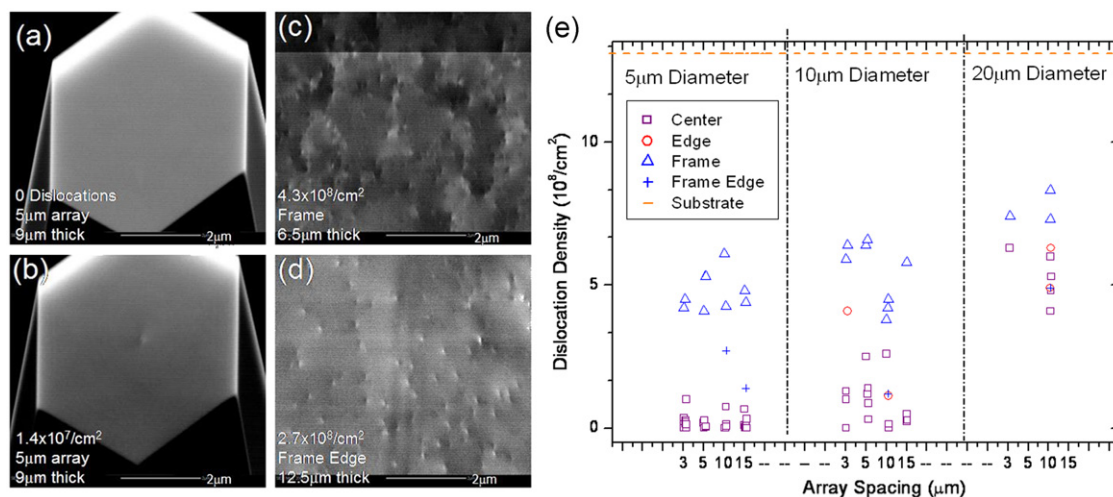 (a)
0 Dislocations
5μm array
9μm thick
2μm
(b)
1.4x10⁷/cm²
5μm array
9μm thick
2μm
(c)
4.3x10⁸/cm²
Frame
6.5μm thick
2μm
(d)
2.7x10⁸/cm²
Frame Edge
12.5μm thick
2μm
(e)
5μm Diameter
10μm Diameter
20μm Diameter
Center
Edge
Frame
Frame Edge
Substrate
Dislocation Density (10⁸/cm²)
10
5
0
3 5 10 15 -- -- -- -- 3 5 10 15 -- -- -- -- 3 5 10 15
Array Spacing (μm)